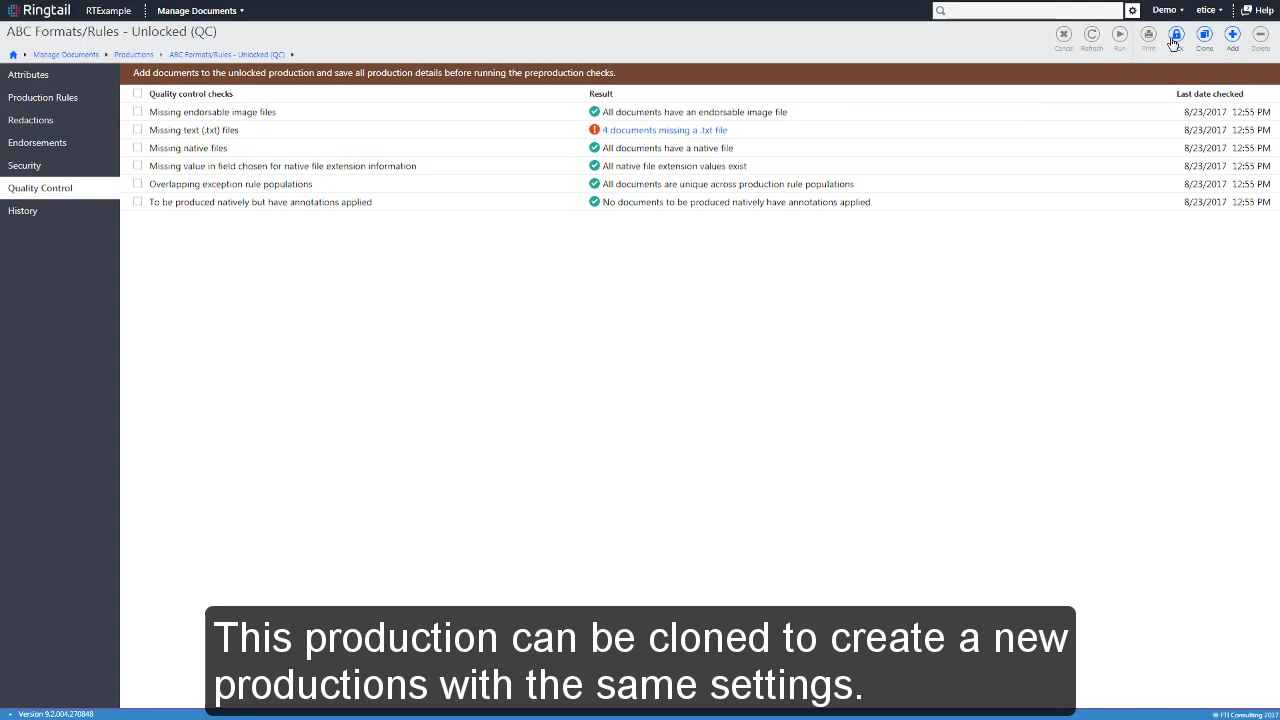 Ringtail RTExample Manage Documents Demo etice Help
ABC Formats/Rules - Unlocked (QC)
Manage Documents Productions ABC Formats/Rules - Unlocked (QC)
Cancel Refresh Run Print Clone Add Delete
Attributes
Production Rules
Redactions
Endorsements
Security
Quality Control
History
Add documents to the unlocked production and save all production details before running the preproduction checks.
Quality control checks Result Last date checked
Missing endorsable image files All documents have an endorsable image file 8/23/2017 12:55 PM
Missing text (.txt) files 4 documents missing a .txt file 8/23/2017 12:55 PM
Missing native files All documents have a native file 8/23/2017 12:55 PM
Missing value in field chosen for native file extension information All native file extension values exist 8/23/2017 12:55 PM
Overlapping exception rule populations All documents are unique across production rule populations 8/23/2017 12:55 PM
To be produced natively but have annotations applied No documents to be produced natively have annotations applied 8/23/2017 12:55 PM
This production can be cloned to create a new
productions with the same settings.
Version 9.2.004.270848 © FTI Consulting 2017